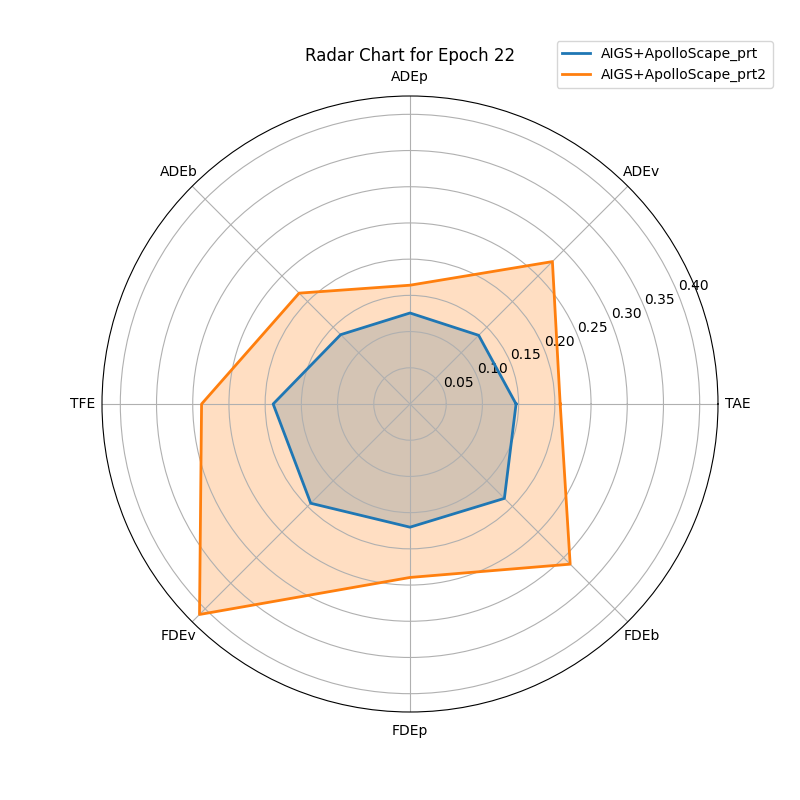 Radar Chart for Epoch 22
AIGS+ApolloScape_prt
AIGS+ApolloScape_prt2
ADEp
ADEb
ADEv
0.40
0.35
0.30
0.25
0.20
0.15
0.10
0.05
TFE
TAE
FDEv
FDEb
FDEp